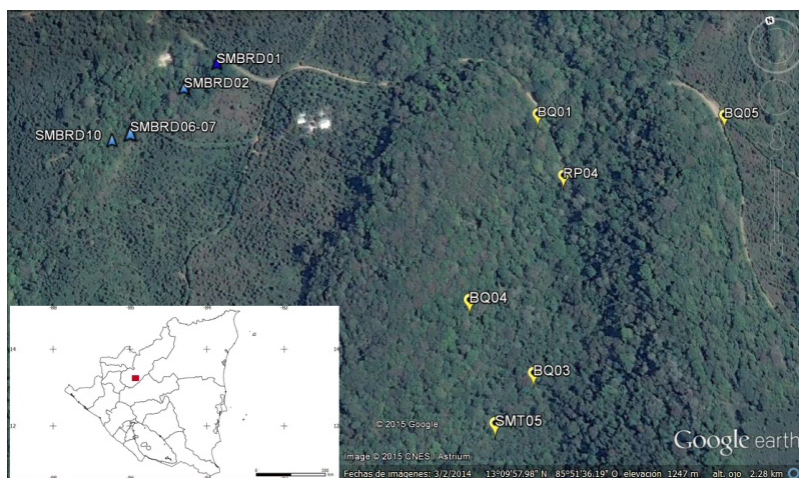 N
SMBRD01
SMBRD02
SMBRD10
SMBRD06-07
BQ01
BQ05
RP04
BQ04
BQ03
SMT05
14
12
© 2015 Google
Image © 2015 CNES / Astrium
Google earth
Fechas de imágenes: 3/2/2014 13°09'57.98" N 85°51'36.19" O elevación 1247 m alt. ojo 2.28 km